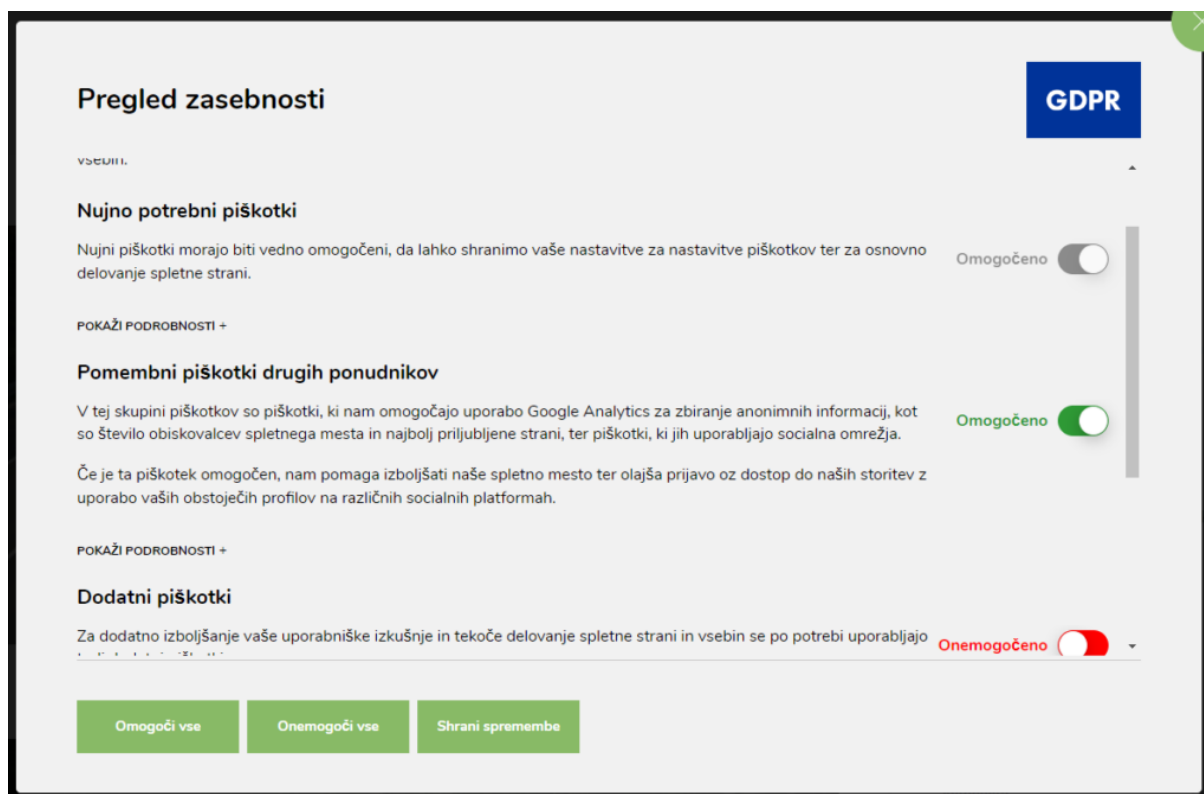 Pregled zasebnosti
GDPR
vsebin.
Nujno potrebni piškotki
Nujni piškotki morajo biti vedno omogočeni, da lahko shranimo vaše nastavitve za nastavitve piškotkov ter za osnovno
delovanje spletne strani.
Omogočeno
POKAŽI PODROBNOSTI +
Pomembni piškotki drugih ponudnikov
V tej skupini piškotkov so piškotki, ki nam omogočajo uporabo Google Analytics za zbiranje anonimnih informacij, kot
so število obiskovalcev spletnega mesta in najbolj priljubljene strani, ter piškotki, ki jih uporabljajo socialna omrežja.
Omogočeno
Če je ta piškotek omogočen, nam pomaga izboljšati naše spletno mesto ter olajša prijavo oz dostop do naših storitev z
uporabo vaših obstoječih profilov na različnih socialnih platformah.
POKAŽI PODROBNOSTI +
Dodatni piškotki
Za dodatno izboljšanje vaše uporabniške izkušnje in tekoče delovanje spletne strani in vsebin se po potrebi uporabljajo
Onemogočeno
Omogoči vse
Onemogoči vse
Shrani spremembe